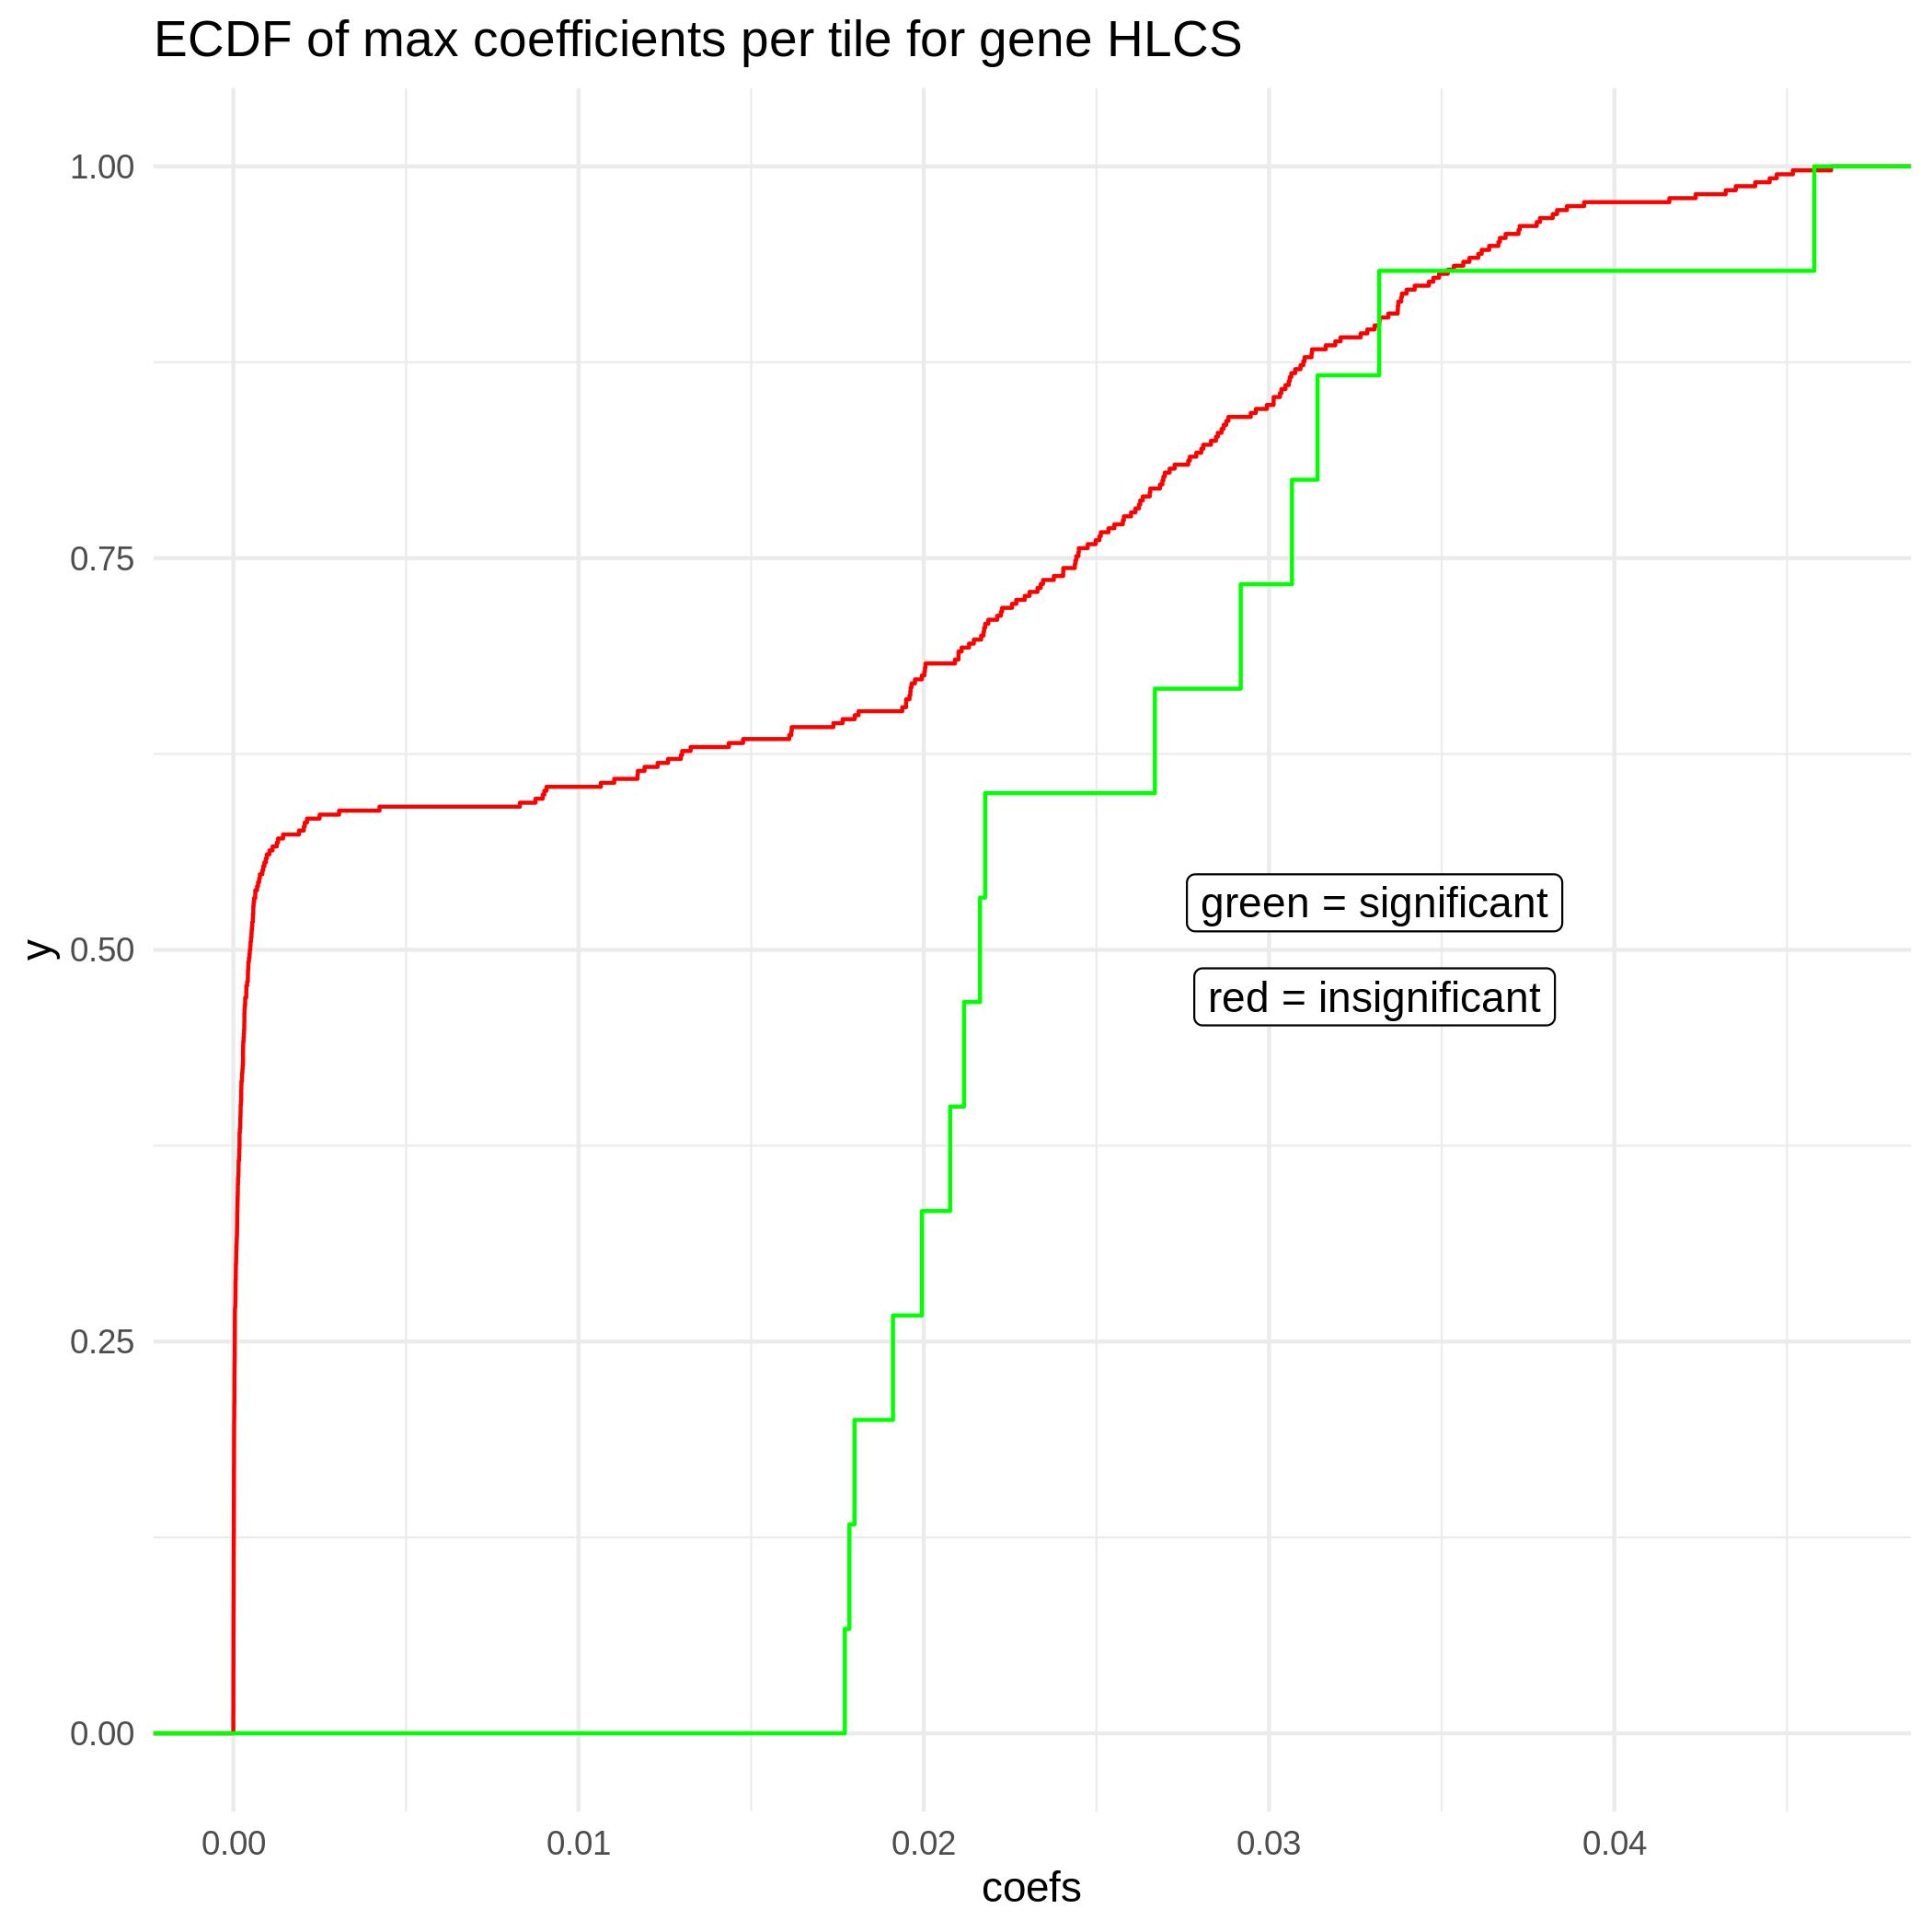 ECDF of max coefficients per tile for gene HLCS
1.00
0.75
0.50
0.25
0.00
y
green = significant
red = insignificant
0.00 0.01 0.02 0.03 0.04
coefs